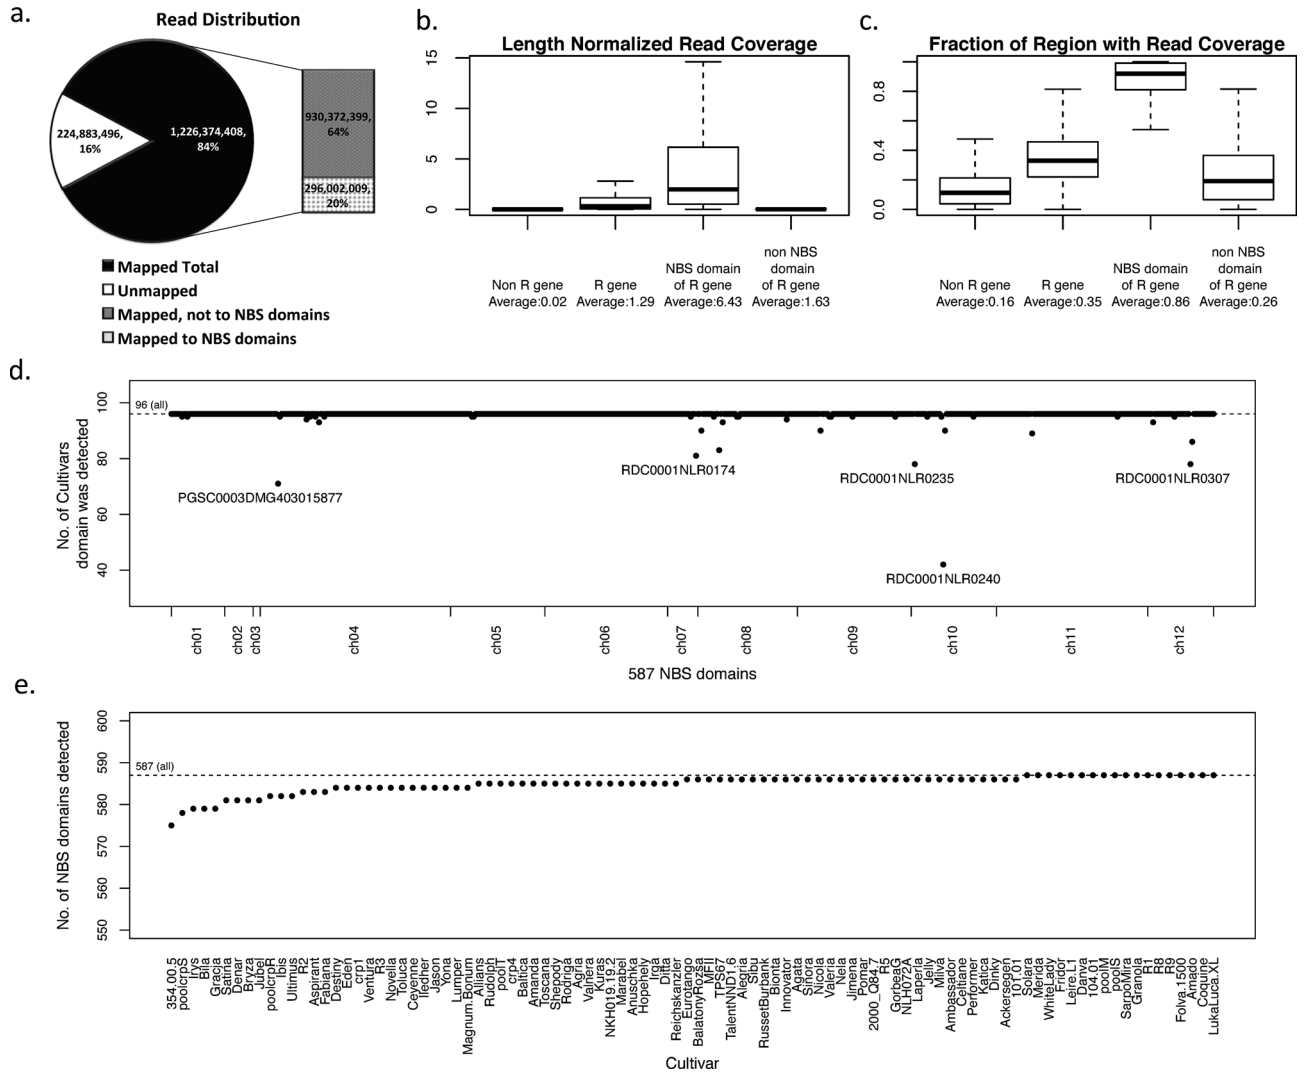 a.
Read Distribution
224,883,496,
16%
1,226,374,408,
84%
930,372,399,
64%
296,002,009,
20%
Mapped Total
Unmapped
Mapped, not to NBS domains
Mapped to NBS domains
b.
Length Normalized Read Coverage
15
10
5
0
Non R gene
Average:0.02
R gene
Average:1.29
NBS domain
of R gene
Average:6.43
non NBS
domain
of R gene
Average:1.63
c.
Fraction of Region with Read Coverage
0.8
0.4
0.0
Non R gene
Average:0.16
R gene
Average:0.35
NBS domain
of R gene
Average:0.86
non NBS
domain
of R gene
Average:0.26
d.
No. of Cultivars
domain was detected
100
80
60
40
96 (all)
PGSC0003DMG403015877
RDC0001NLR0174
RDC0001NLR0235
RDC0001NLR0307
RDC0001NLR0240
ch01
ch02
ch03
ch04
ch05
ch06
ch07
ch08
ch09
ch10
ch11
ch12
587 NBS domains
e.
No. of NBS domains detected
600
590
580
570
560
550
587 (all)
354.00.5
poolcrpS
Irys
Bila
Gracja
Satina
Denar
Bryza
Jubel
poolcrpR
Ibis
Ultimus
R2
Aspirant
Fabiana
Destiny
Eden
crp1
Ventura
R3
Novelia
Toluca
Ceyenne
Iledher
Jason
Yona
Lumper
Magnum.Bonum
Allians
Rudolph
poolT
crp4
Baltica
Amanda
Toscana
Shepody
Rodriga
Agria
Valnera
Kuras
NKH019.19.2
Marabel
Anuschka
Hopehely
Irga
Ditta
Reichskanzler
Eurotango
BalatonyRozsa
MFII
TPS67
TalentNND1.6
Alegria
Sibu
RussetBurbank
Bionta
Innovator
Agata
Sifora
Nicola
Valeria
Nela
Jimena
Pomar
2000_Q84.7
R5
GorbeaG
NLH072A
Laperla
Jelly
Miliva
Ambassador
Celtiane
Performer
Katica
Dinky
Ackersegen
101.01
Solara
Merida
WhiteLady
Fridor
Leire.L1
Daiva
104.01
poolM
poolS
SarpoMira
Granola
R1
R8
R9
Folva.1500
Amado
Coquine
LukaLuca.XL
Cultivar